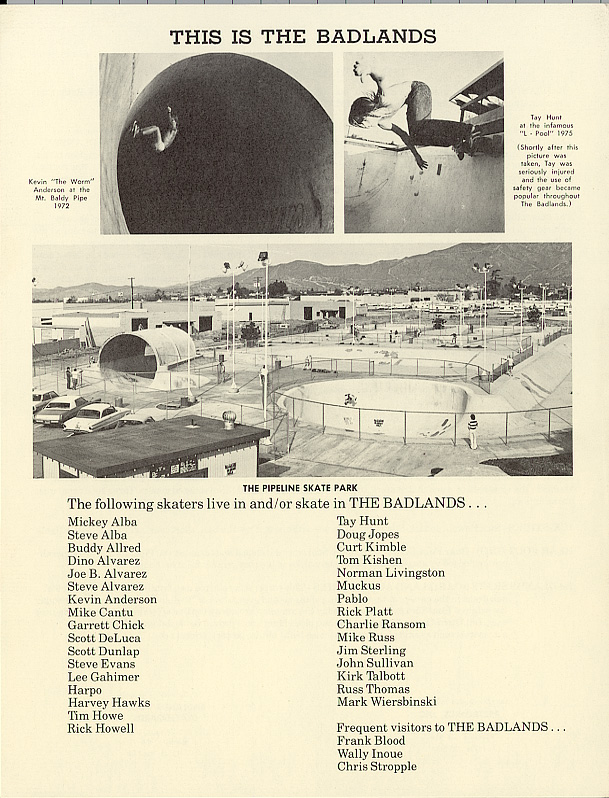 THIS IS THE BADLANDS
Kevin "The Worm"
Anderson at the
Mt. Baldy Pipe
1972
Tay Hunt
at the infamous
"L - Pool" 1975
(Shortly after this
picture was
taken, Tay was
seriously injured
and the use of
safety gear became
popular throughout
The Badlands.)
THE PIPELINE SKATE PARK
The following skaters live in and/or skate in THE BADLANDS . . .
Mickey Alba
Steve Alba
Buddy Allred
Dino Alvarez
Joe B. Alvarez
Steve Alvarez
Kevin Anderson
Mike Cantu
Garrett Chick
Scott DeLuca
Scott Dunlap
Steve Evans
Lee Gahimer
Harpo
Harvey Hawks
Tim Howe
Rick Howell
Tay Hunt
Doug Jopes
Curt Kimble
Tom Kishen
Norman Livingston
Muckus
Pablo
Rick Platt
Charlie Ransom
Mike Russ
Jim Sterling
John Sullivan
Kirk Talbott
Russ Thomas
Mark Wiersbinski
Frequent visitors to THE BADLANDS . . .
Frank Blood
Wally Inoue
Chris Stropple